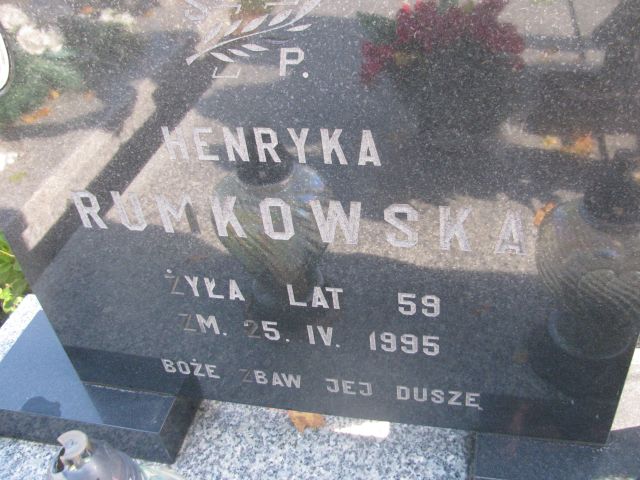 Ś P.
HENRYKA
RUMKOWSKA
ŻYŁA LAT 59
ZM. 25. IV. 1995
BOŻE ZBAW JEJ DUSZĘ